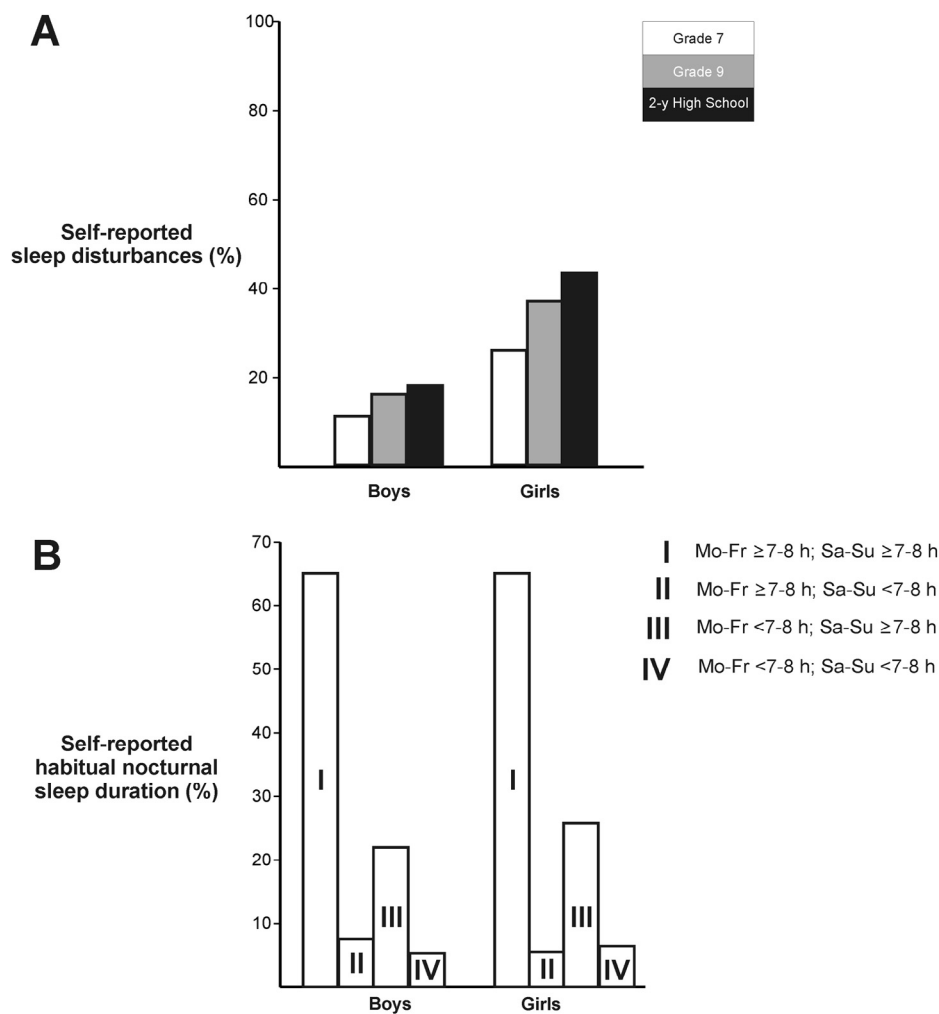 A
100
80
60
40
20
Self-reported
sleep disturbances (%)
Grade 7
Grade 9
2-y High School
Boys
Girls
B
70
60
50
40
30
20
10
Self-reported
habitual nocturnal
sleep duration (%)
I Mo-Fr ≥7-8 h; Sa-Su ≥7-8 h
II Mo-Fr ≥7-8 h; Sa-Su <7-8 h
III Mo-Fr <7-8 h; Sa-Su ≥7-8 h
IV Mo-Fr <7-8 h; Sa-Su <7-8 h
I
II
III
IV
I
II
III
IV
Boys
Girls